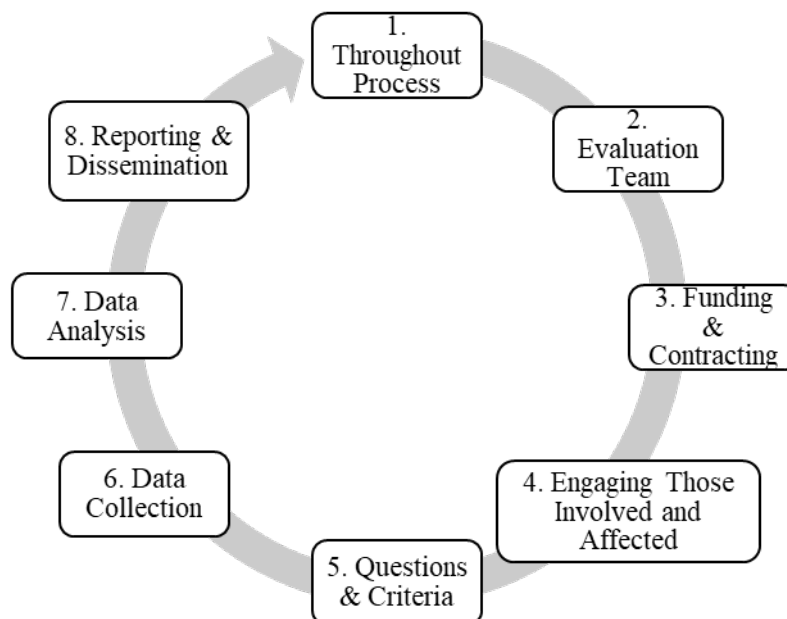 1.
Throughout
Process
2.
Evaluation
Team
3. Funding
&
Contracting
4. Engaging Those
Involved and
Affected
5. Questions
& Criteria
6. Data
Collection
7. Data
Analysis
8. Reporting &
Dissemination